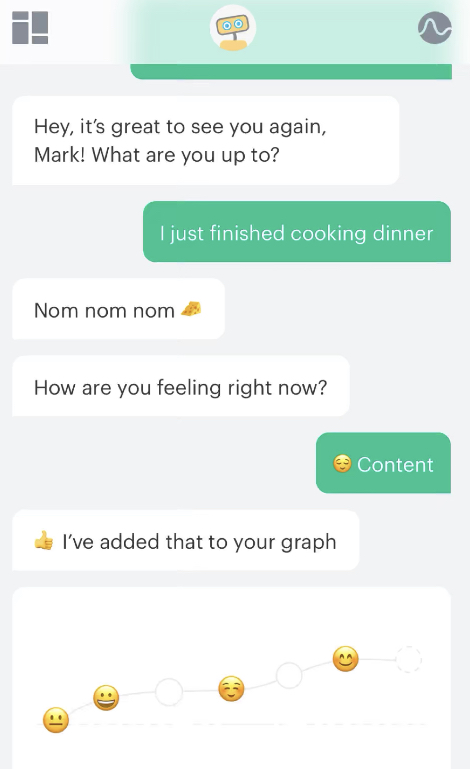 Hey, it’s great to see you again,
Mark! What are you up to?
I just finished cooking dinner
Nom nom nom 🧀
How are you feeling right now?
😌 Content
👍 I’ve added that to your graph